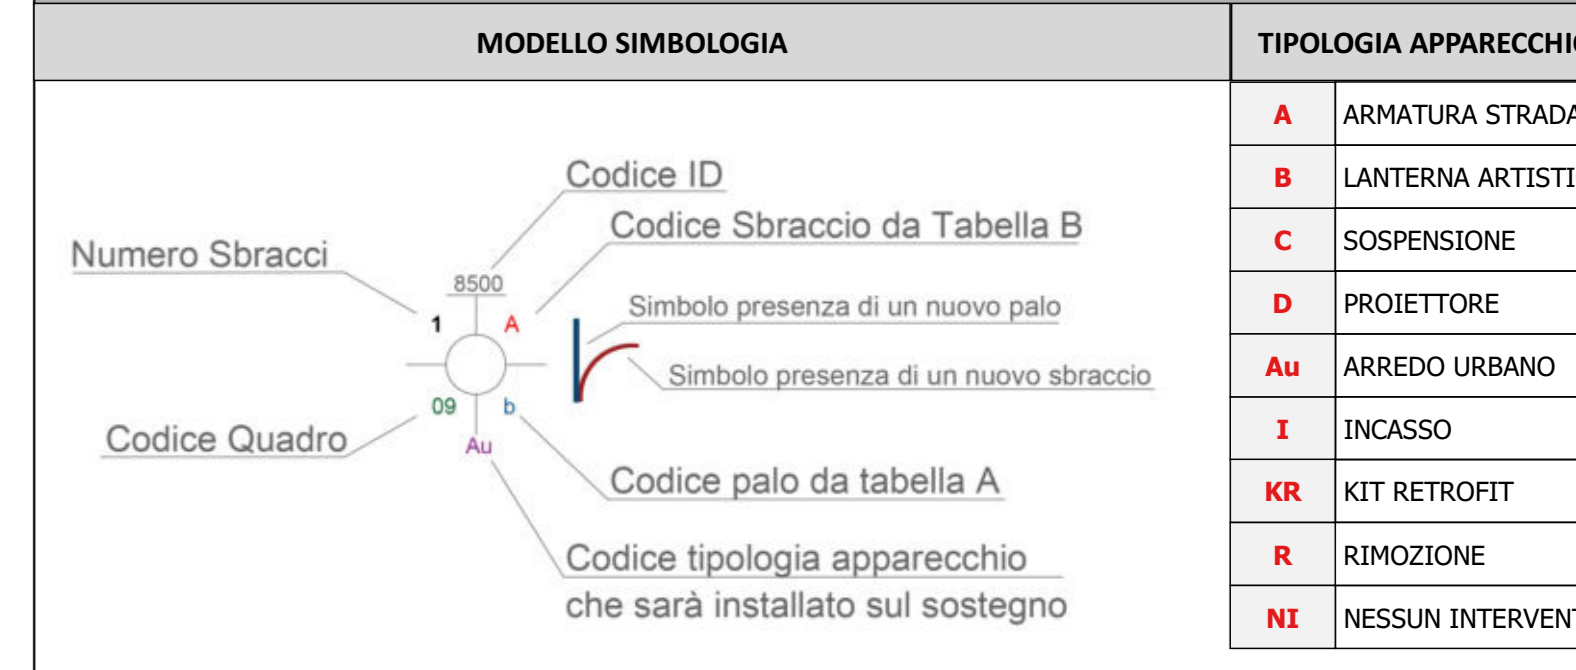 MODELLO SIMBOLOGIA
Codice ID
Codice Sbraccio da Tabella B
Numero Sbracci
8500
1
A
Simbolo presenza di un nuovo palo
Simbolo presenza di un nuovo sbraccio
09
b
Codice Quadro
Au
Codice palo da tabella A
Codice tipologia apparecchio
che sarà installato sul sostegno
TIPOLOGIA APPARECCHI
A ARMATURA STRADA
B LANTERNA ARTISTI
C SOSPENSIONE
D PROIETTORE
Au ARREDO URBANO
I INCASSO
KR KIT RETROFIT
R RIMOZIONE
NI NESSUN INTERVENT